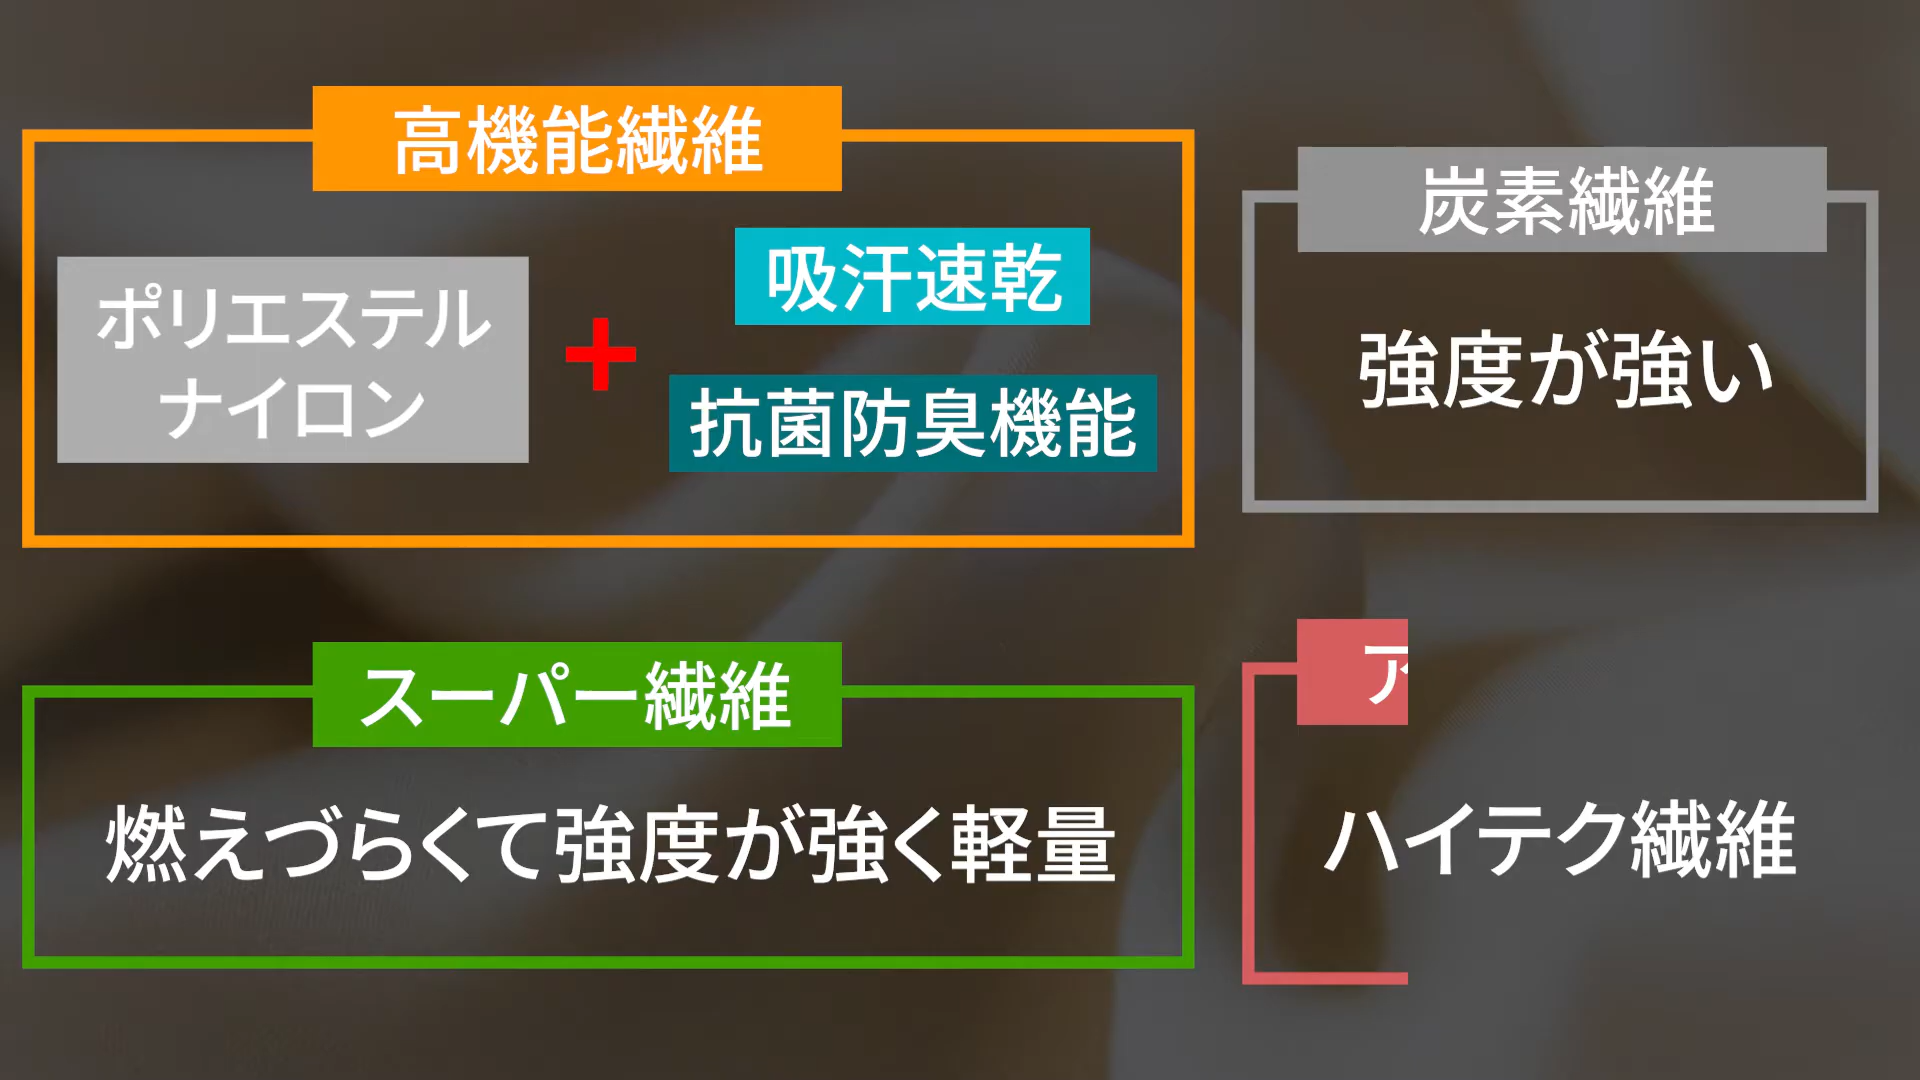 高機能繊維
ポリエステル
ナイロン
+
吸汗速乾
抗菌防臭機能
炭素繊維
強度が強い
スーパー繊維
燃えづらくて強度が強く軽量
ア
ハイテク繊維